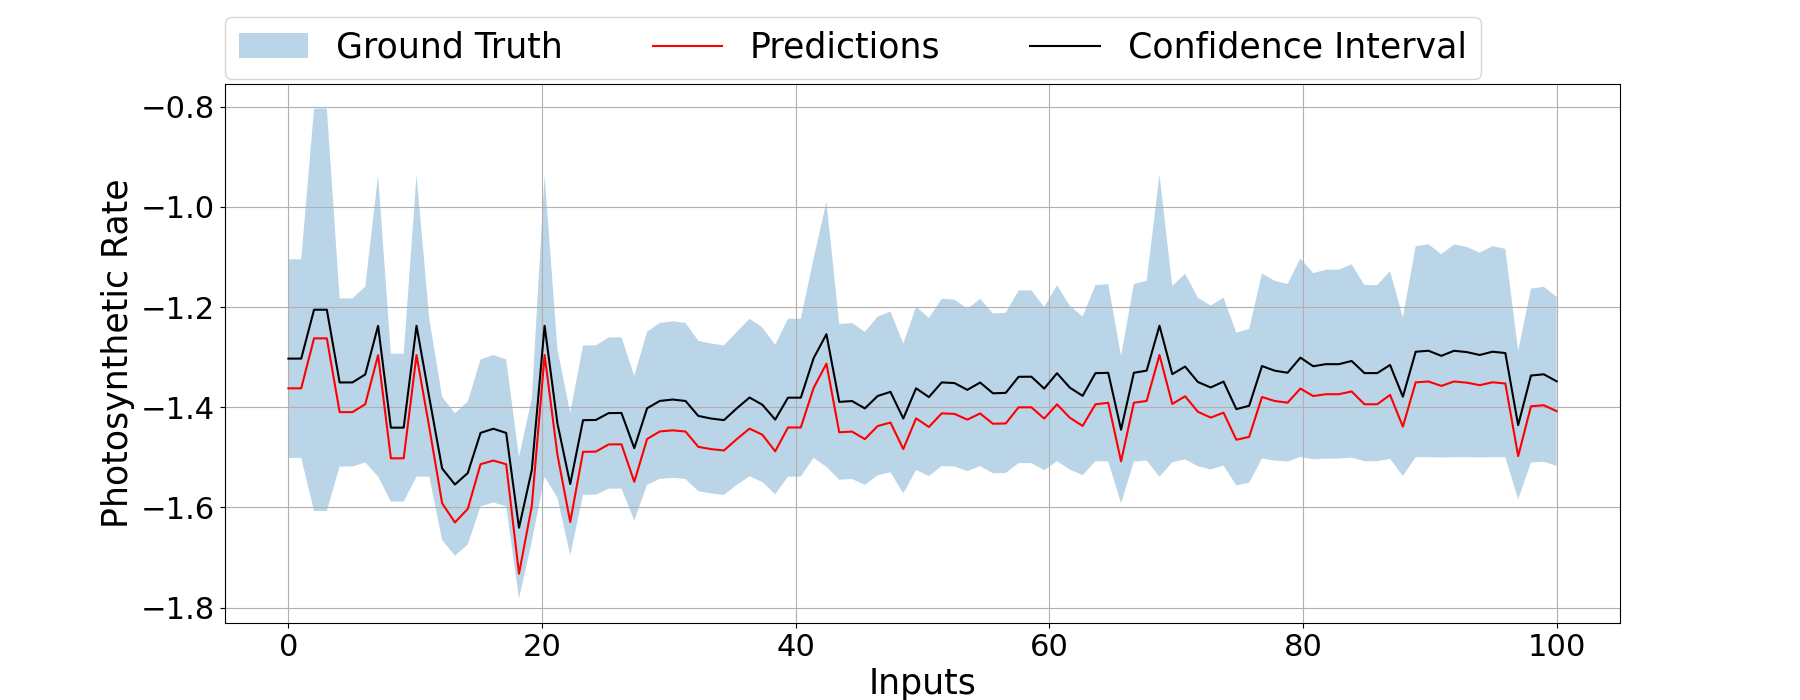 Ground Truth Predictions Confidence Interval
−0.8
−1.0
−1.2
−1.4
−1.6
−1.8
Photosynthetic Rate
0 20 40 60 80 100
Inputs